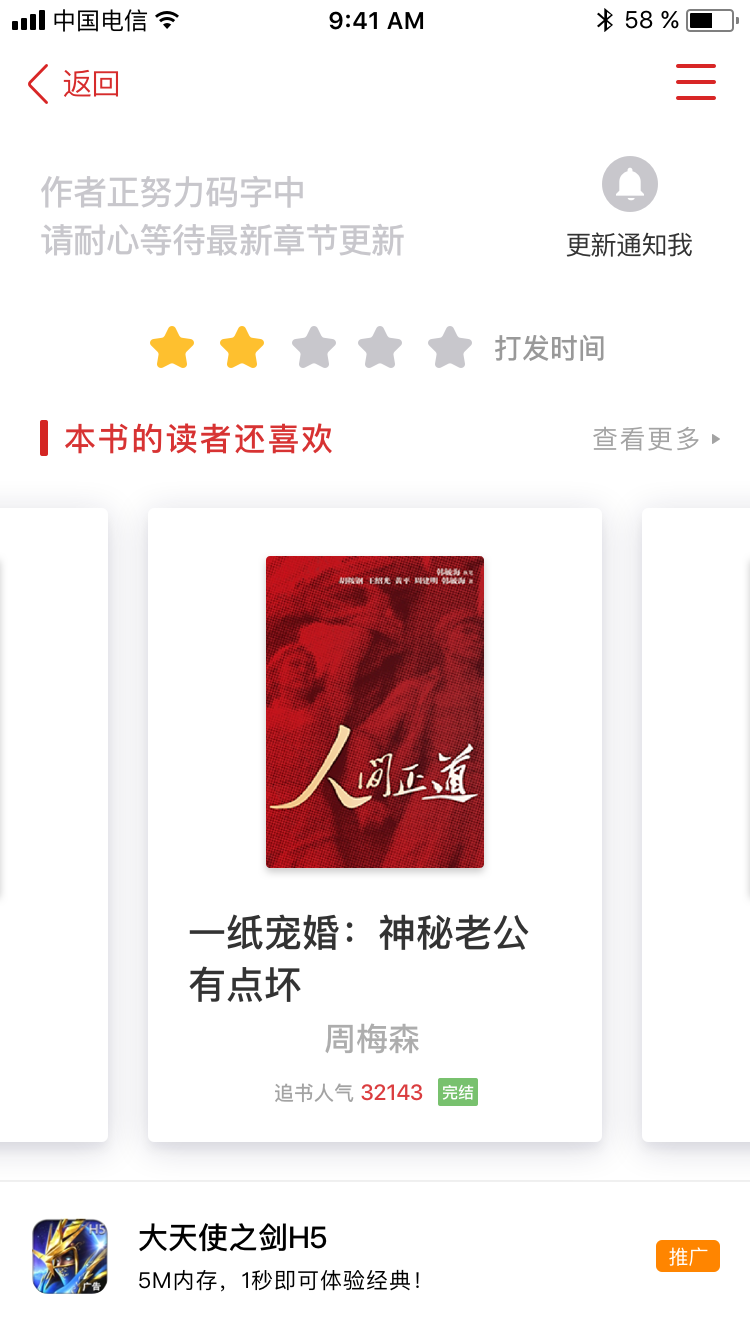 中国电信
9:41 AM
58 %
返回
作者正努力码字中
请耐心等待最新章节更新
更新通知我
打发时间
本书的读者还喜欢
查看更多
韩毓海
胡鞍钢 王绍光 黄平 周建明 韩毓海 著
人间正道
一纸宠婚：神秘老公
有点坏
周梅森
追书人气 32143 完结
H5
广告
大天使之剑H5
5M内存，1秒即可体验经典！
推广